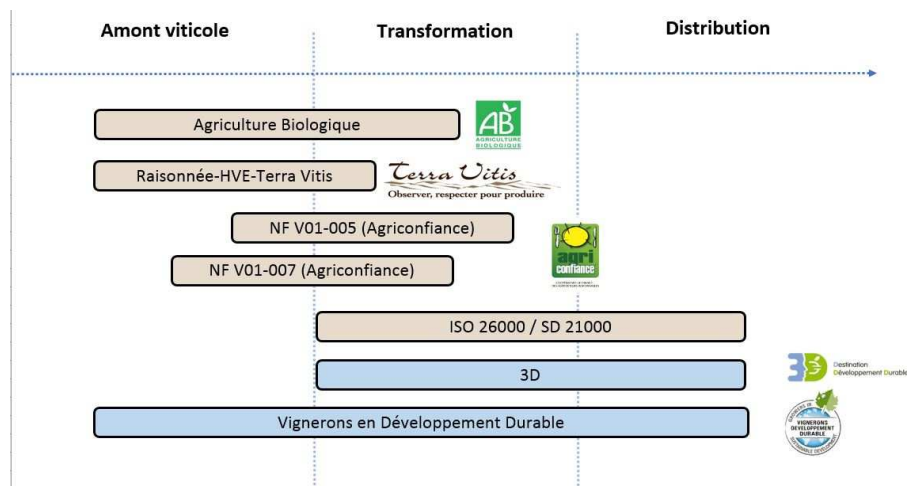 Amont viticole
Transformation
Distribution
Agriculture Biologique
AB
AGRICULTURE
BIOLOGIQUE
Raisonnée-HVE-Terra Vitis
Terra Vitis
Observer, respecter pour produire
NF V01-005 (Agriconfiance)
NF V01-007 (Agriconfiance)
agri
confiance
ISO 26000 / SD 21000
3D
3D
Destination
Développement Durable
Vignerons en Développement Durable
VIGNERONS
DEVELOPPEMENT
DURABLE